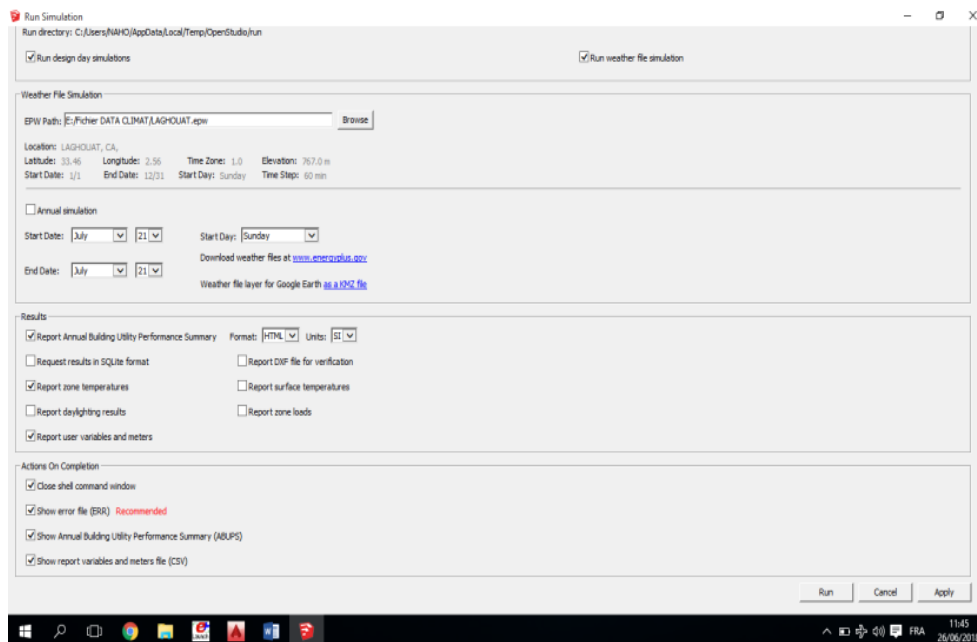 Run Simulation
Run directory: C:/Users/NAHO/AppData/Local/Temp/OpenStudio/run
Run design day simulations Run weather file simulation
Weather File Simulation
EPW Path: E:/Fichier DATA CLIMAT/LAGHOUAT.epw Browse
Location: LAGHOUAT, CA,
Latitude: 33.46 Longitude: 2.56 Time Zone: 1.0 Elevation: 767.0 m
Start Date: 1/1 End Date: 12/31 Start Day: Sunday Time Step: 60 min
Annual simulation
Start Date: July 21 Start Day: Sunday
Download weather files at www.energyplus.gov
End Date: July 21
Weather file layer for Google Earth as a KMZ file
Results
Report Annual Building Utility Performance Summary Format: HTML Units: SI
Request results in SQLite format Report DXF file for verification
Report zone temperatures Report surface temperatures
Report daylighting results Report zone loads
Report user variables and meters
Actions On Completion
Close shell command window
Show error file (ERR) Recommended
Show Annual Building Utility Performance Summary (ABUPS)
Show report variables and meters file (CSV)
Run Cancel Apply
FRA 11:45
26/06/201